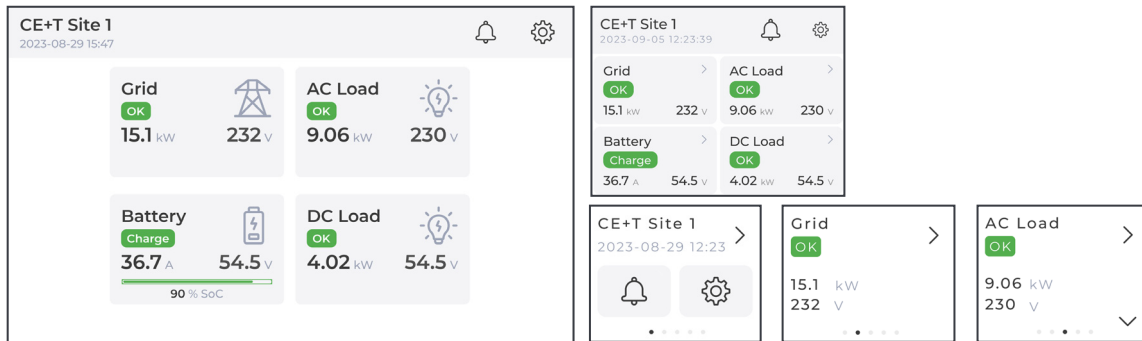 CE+T Site 1
2023-08-29 15:47
Grid
OK
15.1 kW 232 V
AC Load
OK
9.06 kW 230 V
Battery
Charge
36.7 A 54.5 V
90 % SoC
DC Load
OK
4.02 kW 54.5 V
CE+T Site 1
2023-09-05 12:23:39
Grid
OK
15.1 kW 232 V
AC Load
OK
9.06 kW 230 V
Battery
Charge
36.7 A 54.5 V
DC Load
OK
4.02 kW 54.5 V
CE+T Site 1
2023-08-29 12:23
Grid
OK
15.1 kW
232 V
AC Load
OK
9.06 kW
230 V